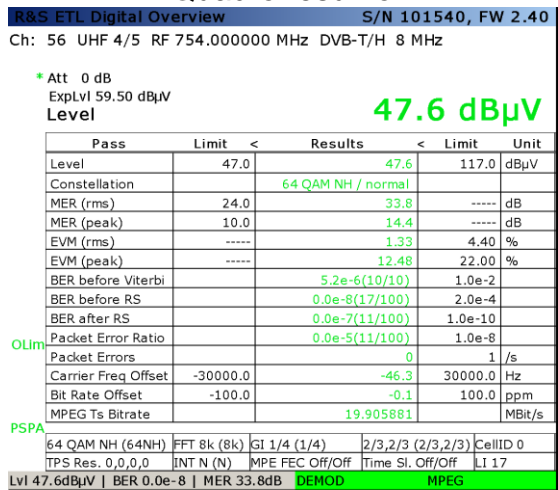 R&S ETL Digital Overview S/N 101540, FW 2.40
Ch: 56 UHF 4/5 RF 754.000000 MHz DVB-T/H 8 MHz
* Att 0 dB
ExpLvl 59.50 dBµV
Level 47.6 dBµV
Pass Limit < Results < Limit Unit
Level 47.0 47.6 117.0 dBµV
Constellation 64 QAM NH / normal
MER (rms) 24.0 33.8 ----- dB
MER (peak) 10.0 14.4 ----- dB
EVM (rms) ----- 1.33 4.40 %
EVM (peak) ----- 12.48 22.00 %
BER before Viterbi 5.2e-6(10/10) 1.0e-2
BER before RS 0.0e-8(17/100) 2.0e-4
BER after RS 0.0e-7(11/100) 1.0e-10
Packet Error Ratio 0.0e-5(11/100) 1.0e-8
OLim
Packet Errors 0 1 /s
Carrier Freq Offset -30000.0 -46.3 30000.0 Hz
Bit Rate Offset -100.0 -0.1 100.0 ppm
MPEG Ts Bitrate 19.905881 MBit/s
PSPA
64 QAM NH (64NH) FFT 8k (8k) GI 1/4 (1/4) 2/3,2/3 (2/3,2/3) CellID 0
TPS Res. 0,0,0,0 INT N (N) MPE FEC Off/Off Time Sl. Off/Off LI 17
Lvl 47.6dBµV | BER 0.0e-8 | MER 33.8dB DEMOD MPEG